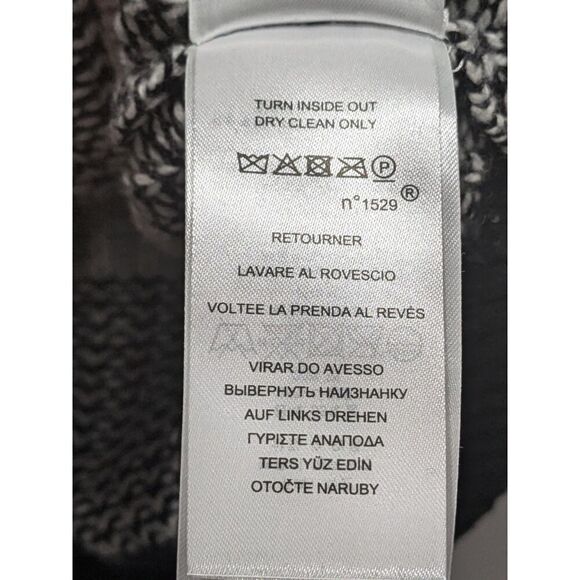 TURN INSIDE OUT
DRY CLEAN ONLY
P
n°1529®
RETOURNER
LAVARE AL ROVESCIO
VOLTEE LA PRENDA AL REVÉS
VIRAR DO AVESSO
ВЫВЕРНУТЬ НАИЗНАНКУ
AUF LINKS DREHEN
ΓΥΡΙΣΤΕ ΑΝΑΠΟΔΑ
TERS YÜZ EDİN
OTOČTE NARUBY